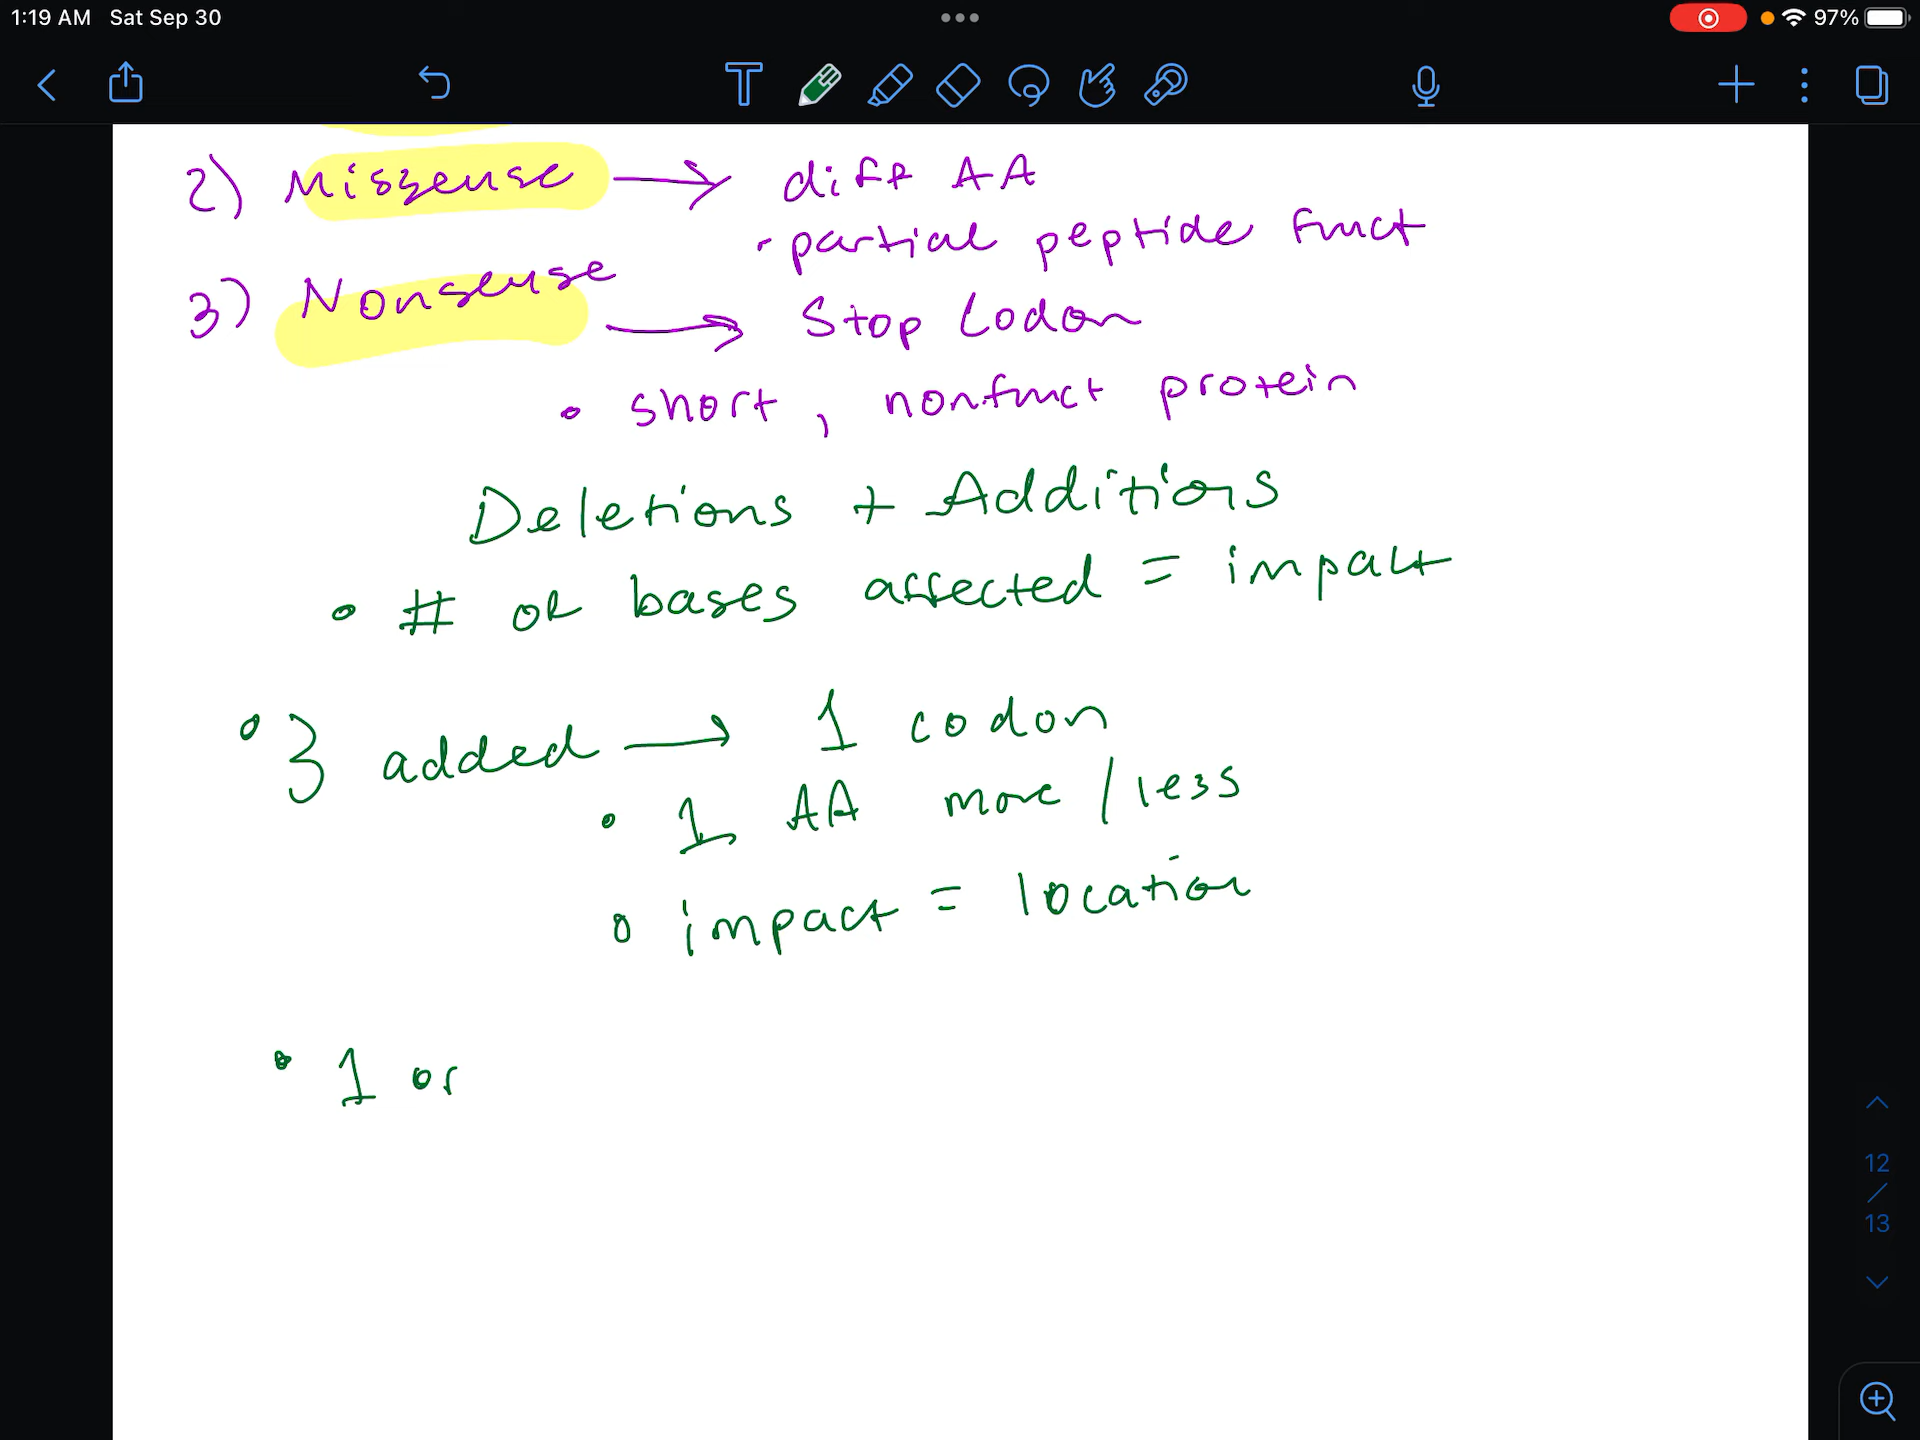 1:19 AM Sat Sep 30
97%
2) Missense → diff AA
• partial peptide funct
3) Nonsense → Stop Codon
• short, nonfunct protein
Deletions + Additions
• # of bases affected = impact
• 3 added → 1 codon
• 1 AA more / less
• impact = location
• 1 or
12
/
13